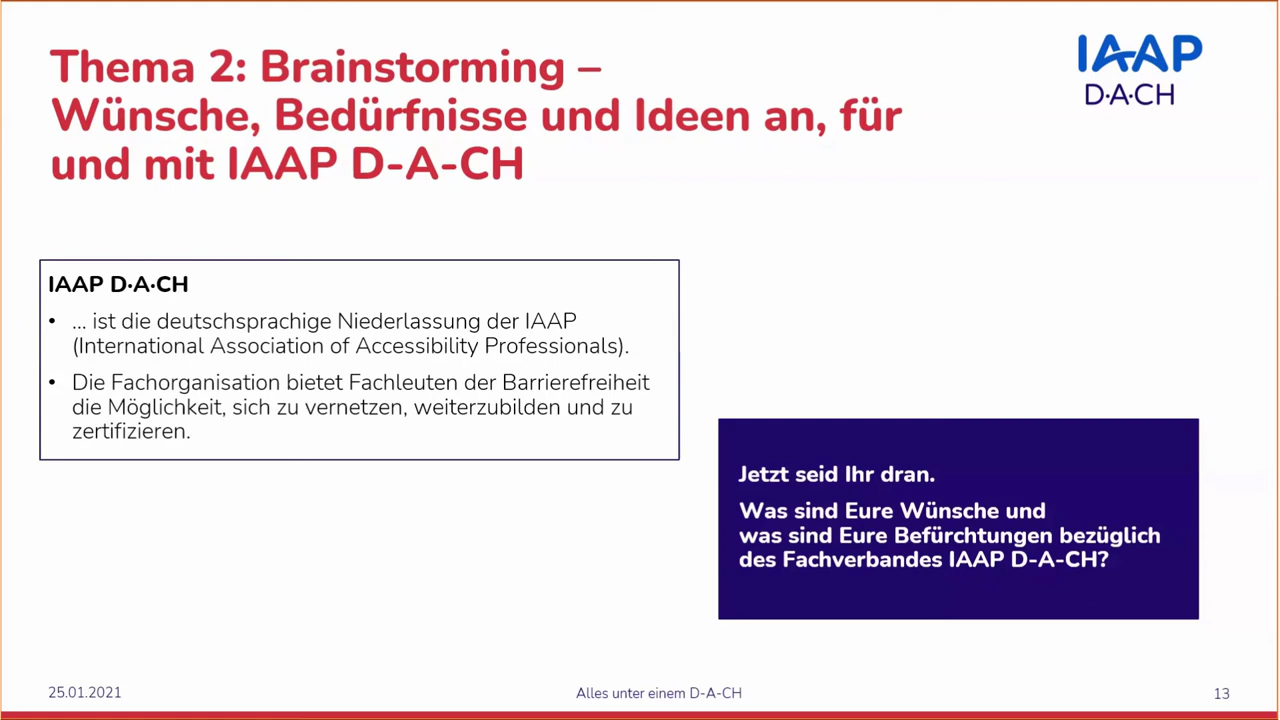 Thema 2: Brainstorming –
Wünsche, Bedürfnisse und Ideen an, für
und mit IAAP D-A-CH
IAAP
D·A·CH
IAAP D·A·CH
• ... ist die deutschsprachige Niederlassung der IAAP
(International Association of Accessibility Professionals).
• Die Fachorganisation bietet Fachleuten der Barrierefreiheit
die Möglichkeit, sich zu vernetzen, weiterzubilden und zu
zertifizieren.
Jetzt seid Ihr dran.
Was sind Eure Wünsche und
was sind Eure Befürchtungen bezüglich
des Fachverbandes IAAP D-A-CH?
25.01.2021
Alles unter einem D-A-CH
13